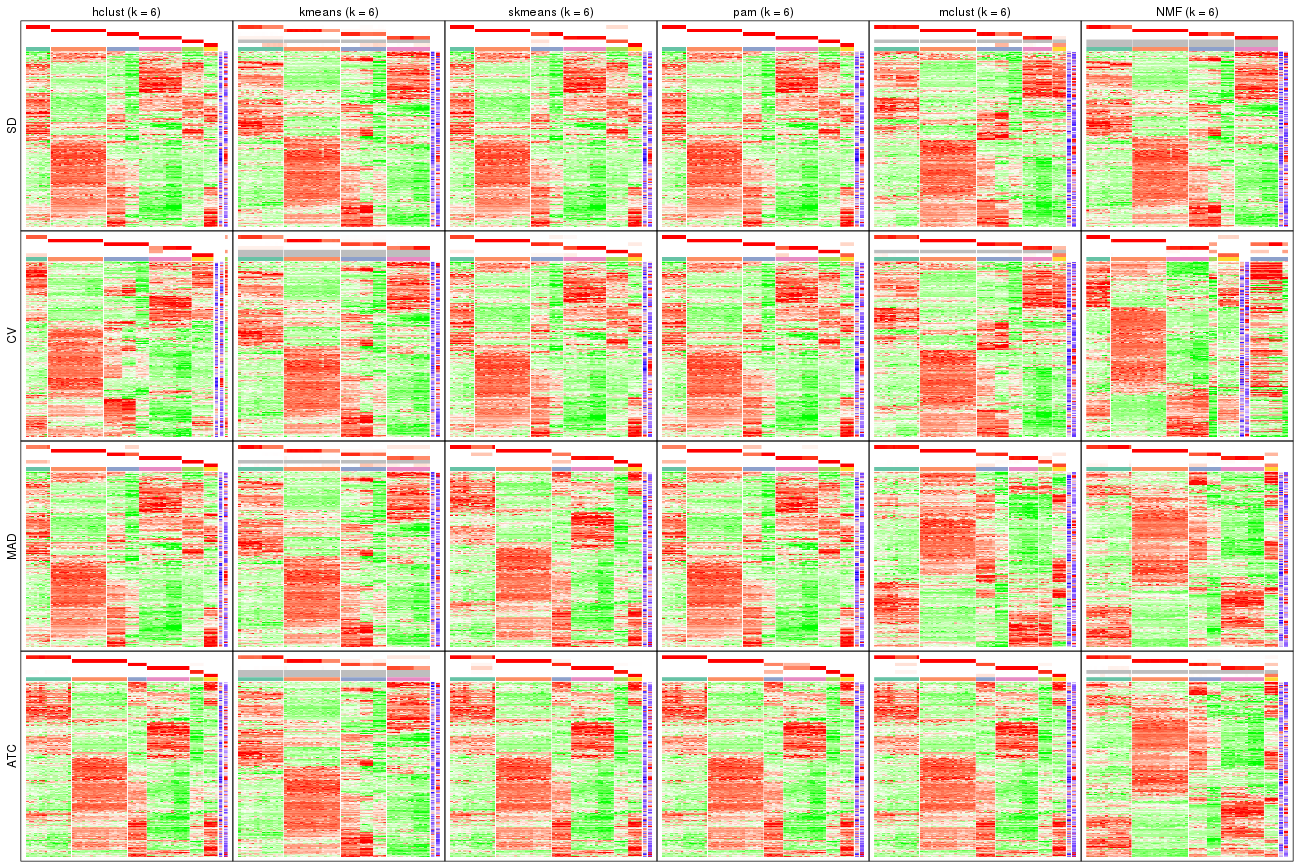 hclust (k = 6) kmeans (k = 6) skmeans (k = 6) pam (k = 6) mclust (k = 6) NMF (k = 6)
SD
CV
MAD
ATC